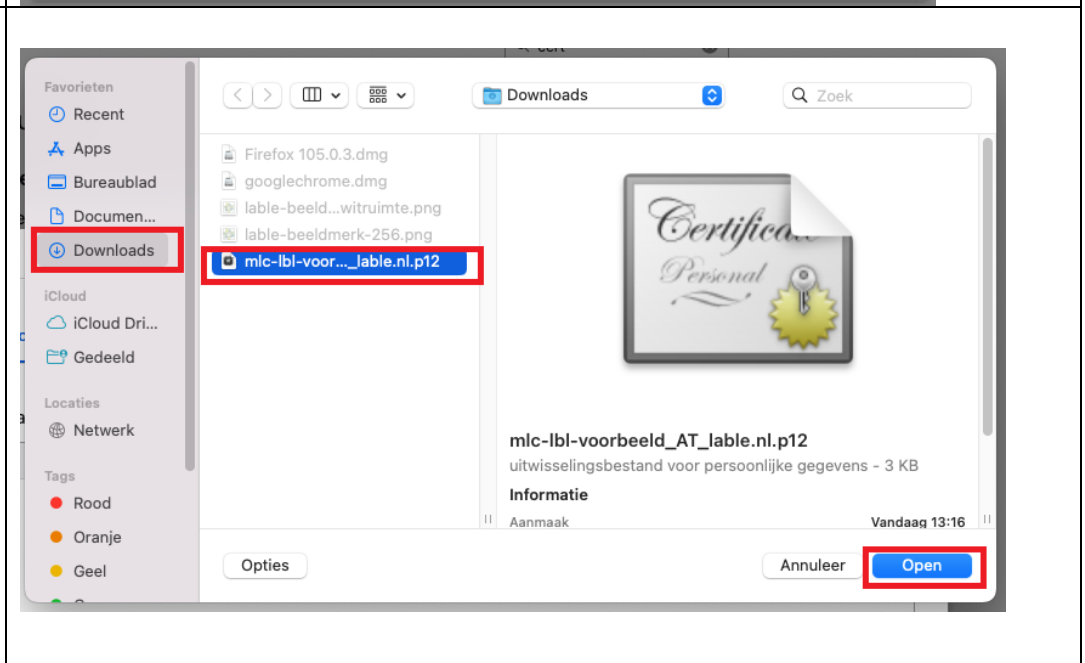 Favorieten
Recent
Apps
Bureaublad
Documen...
Downloads
iCloud
iCloud Dri...
Gedeeld
Locaties
Netwerk
Tags
Rood
Oranje
Geel
Downloads
Zoek
Firefox 105.0.3.dmg
googlechrome.dmg
lable-beeld...witruimte.png
lable-beeldmerk-256.png
mlc-lbl-voor..._lable.nl.p12
Personal
mlc-lbl-voorbeeld_AT_lable.nl.p12
uitwisselingsbestand voor persoonlijke gegevens - 3 KB
Informatie
Aanmaak Vandaag 13:16
Opties
Annuleer
Open